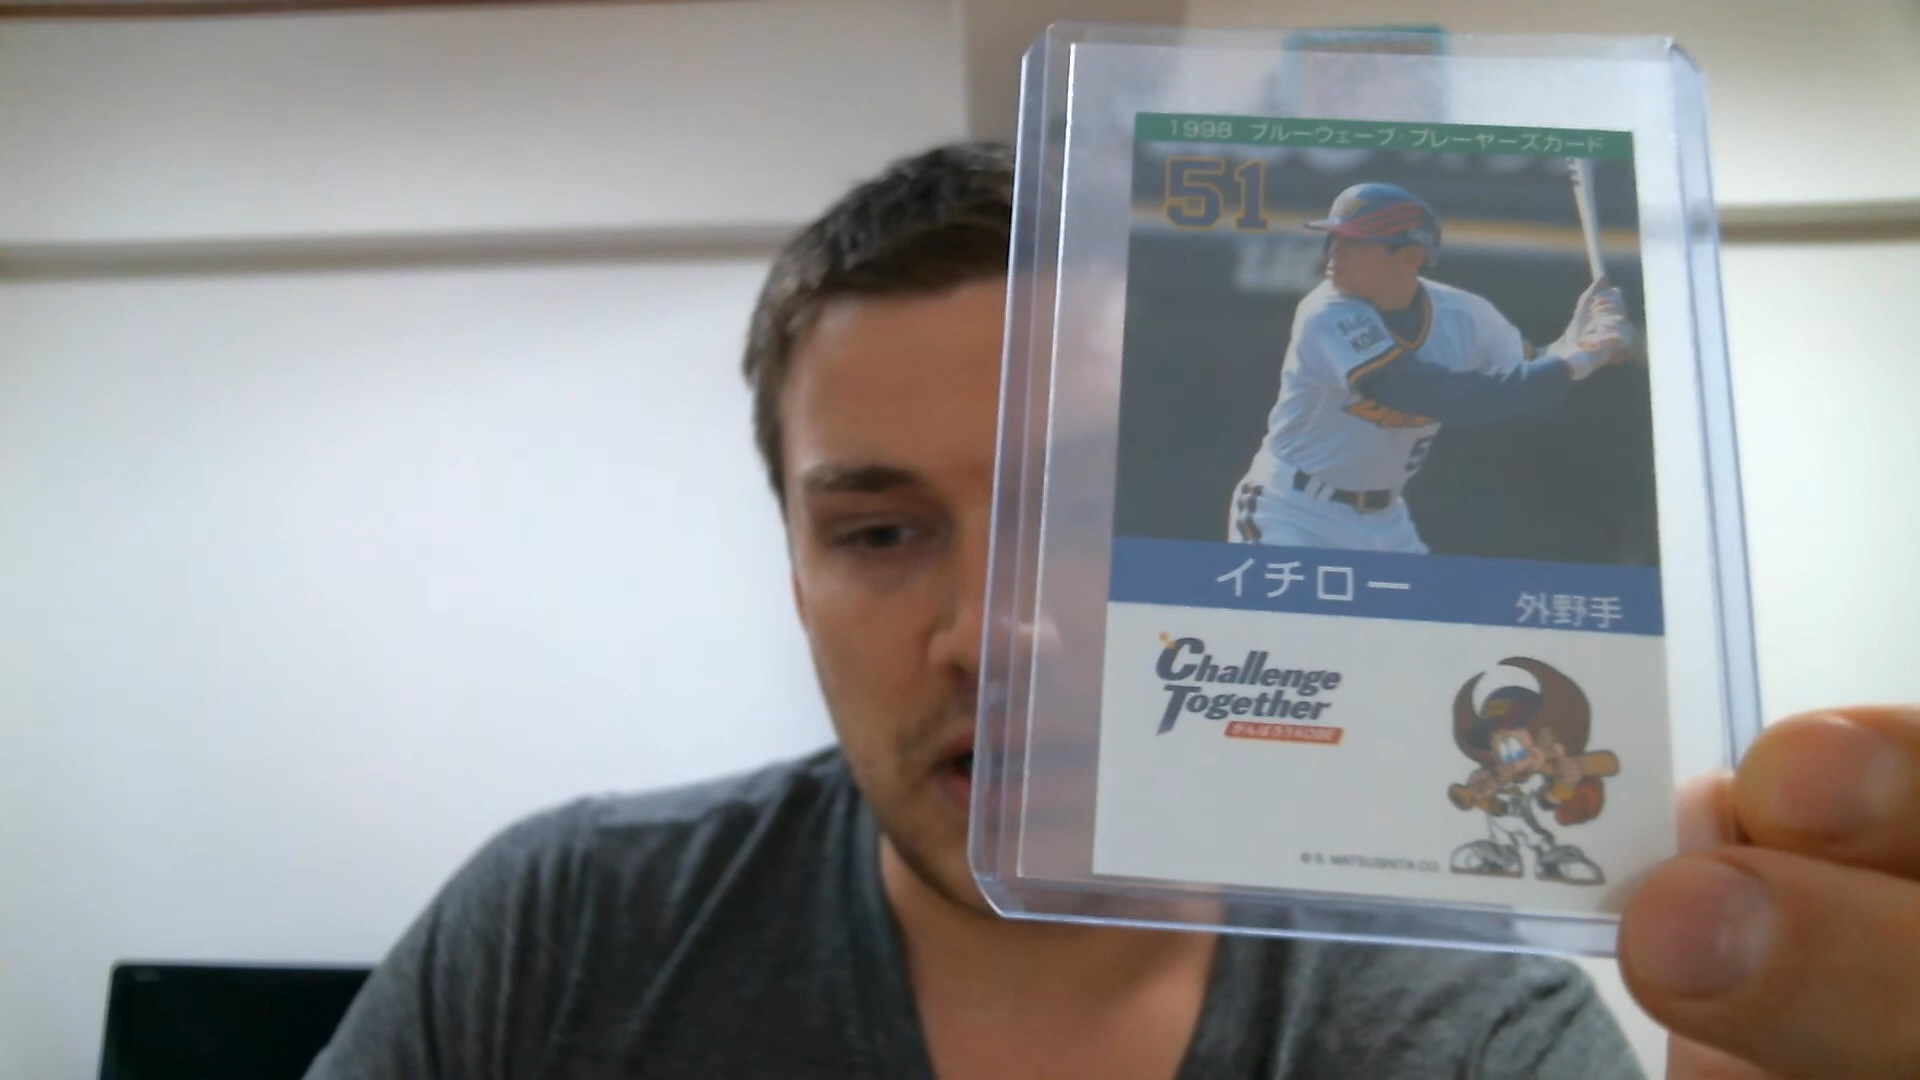 1998 ブルーウェーブ・プレーヤーズカード
51
イチロー
外野手
Challenge
Together
がんばろうKOBE
© S. MATSUSHITA CO.